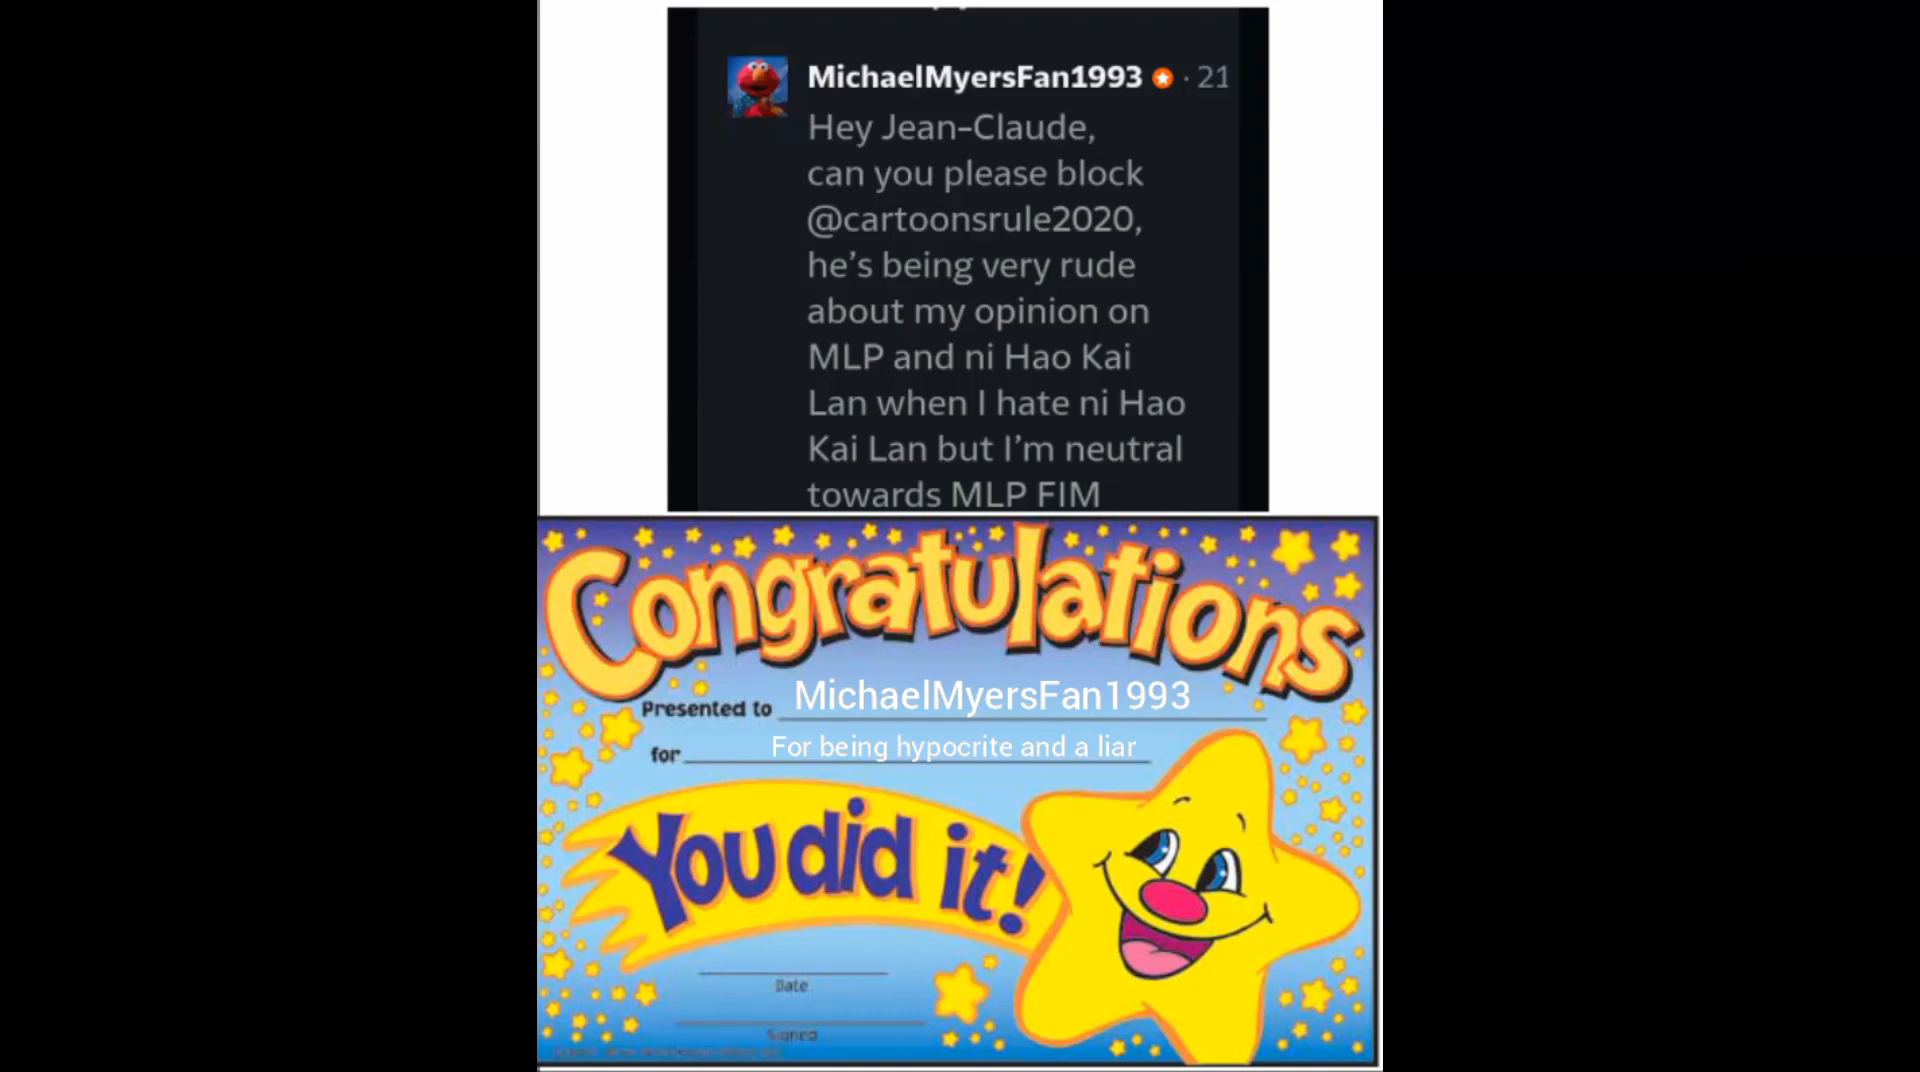 MichaelMyersFan1993 · 21
Hey Jean-Claude,
can you please block
@cartoonsrule2020,
he’s being very rude
about my opinion on
MLP and ni Hao Kai
Lan when I hate ni Hao
Kai Lan but I’m neutral
towards MLP FIM
Congratulations
Presented to MichaelMyersFan1993
for For being hypocrite and a liar
You did it!
Date
Signed